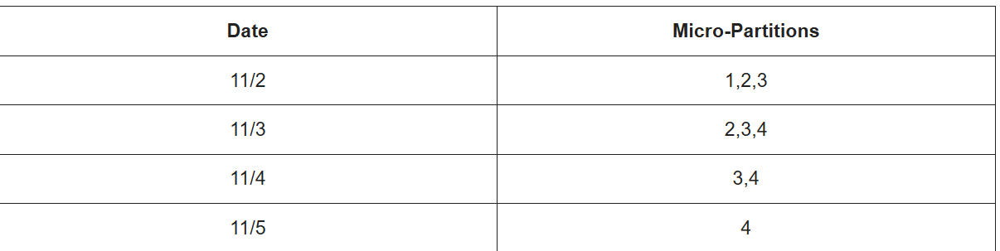 Date Micro-Partitions
11/2 1,2,3
11/3 2,3,4
11/4 3,4
11/5 4